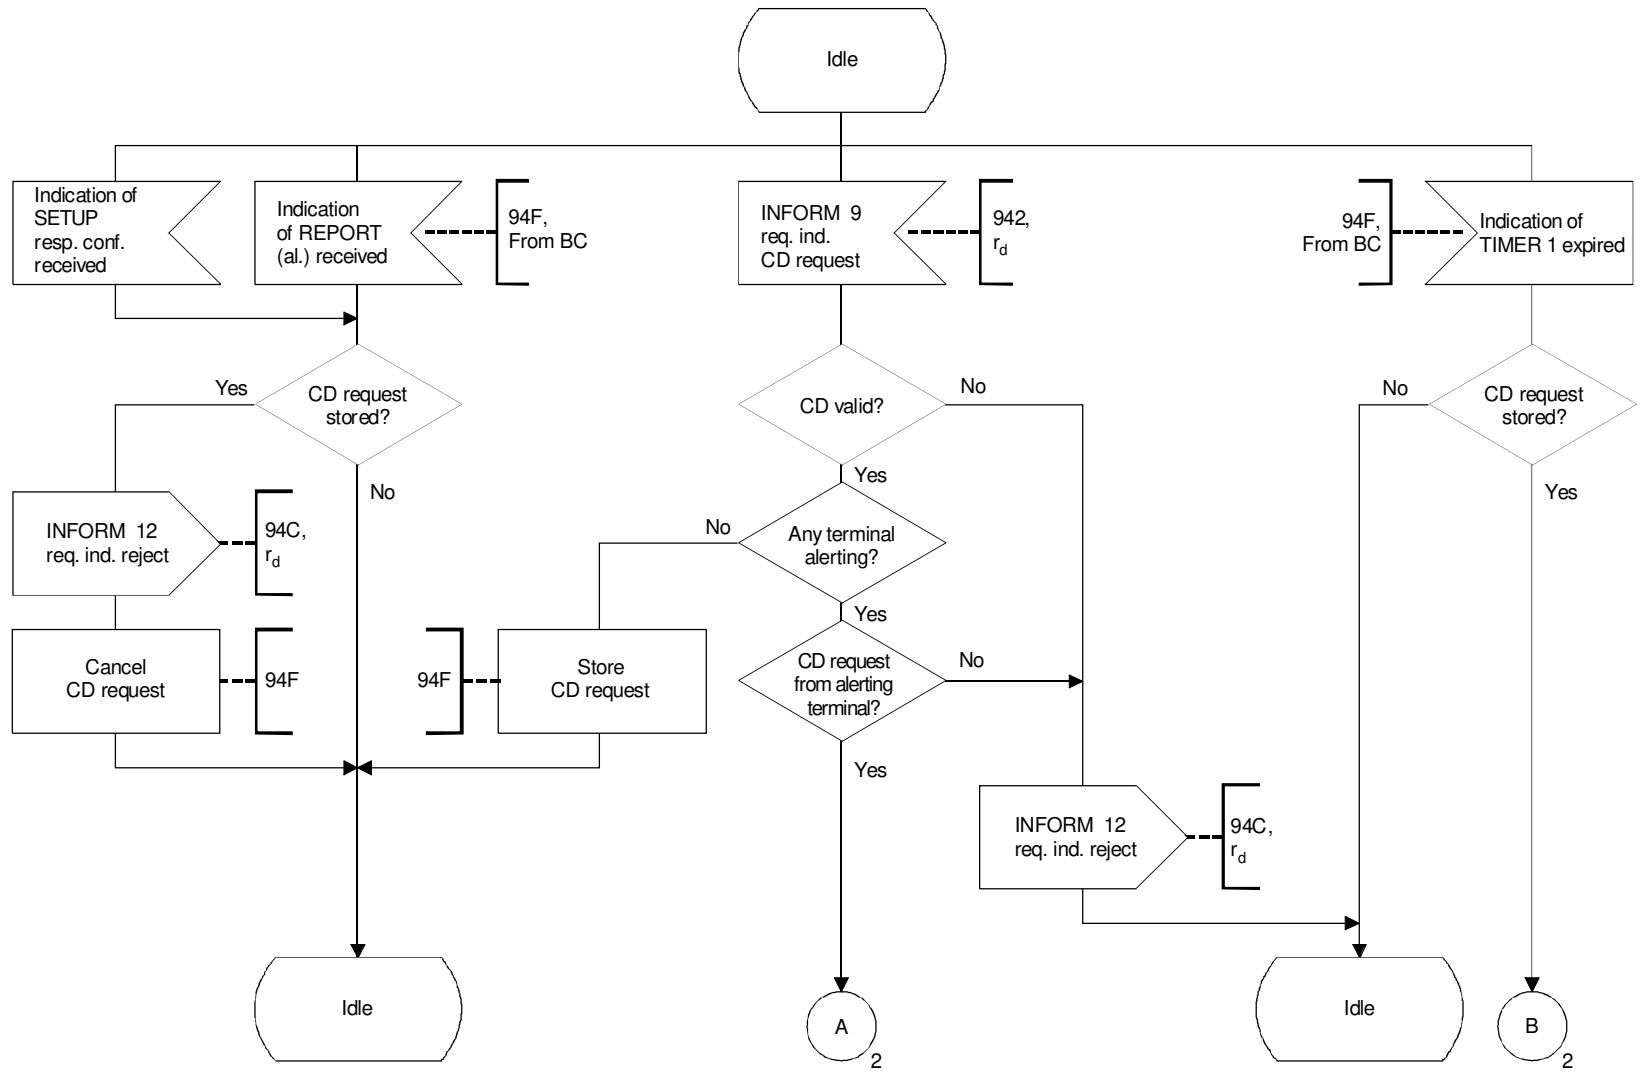 Idle
Indication of
SETUP
resp. conf.
received
Indication
of REPORT
(al.) received
94F,
From BC
INFORM 9
req. ind.
CD request
942,
rd
94F,
From BC
Indication of
TIMER 1 expired
Yes
CD request
stored?
No
CD valid?
No
Yes
No
CD request
stored?
Yes
INFORM 12
req. ind. reject
94C,
rd
No
Any terminal
alerting?
Yes
Cancel
CD request
94F
94F
Store
CD request
CD request
from alerting
terminal?
No
Yes
INFORM 12
req. ind. reject
94C,
rd
Idle
A
2
Idle
B
2